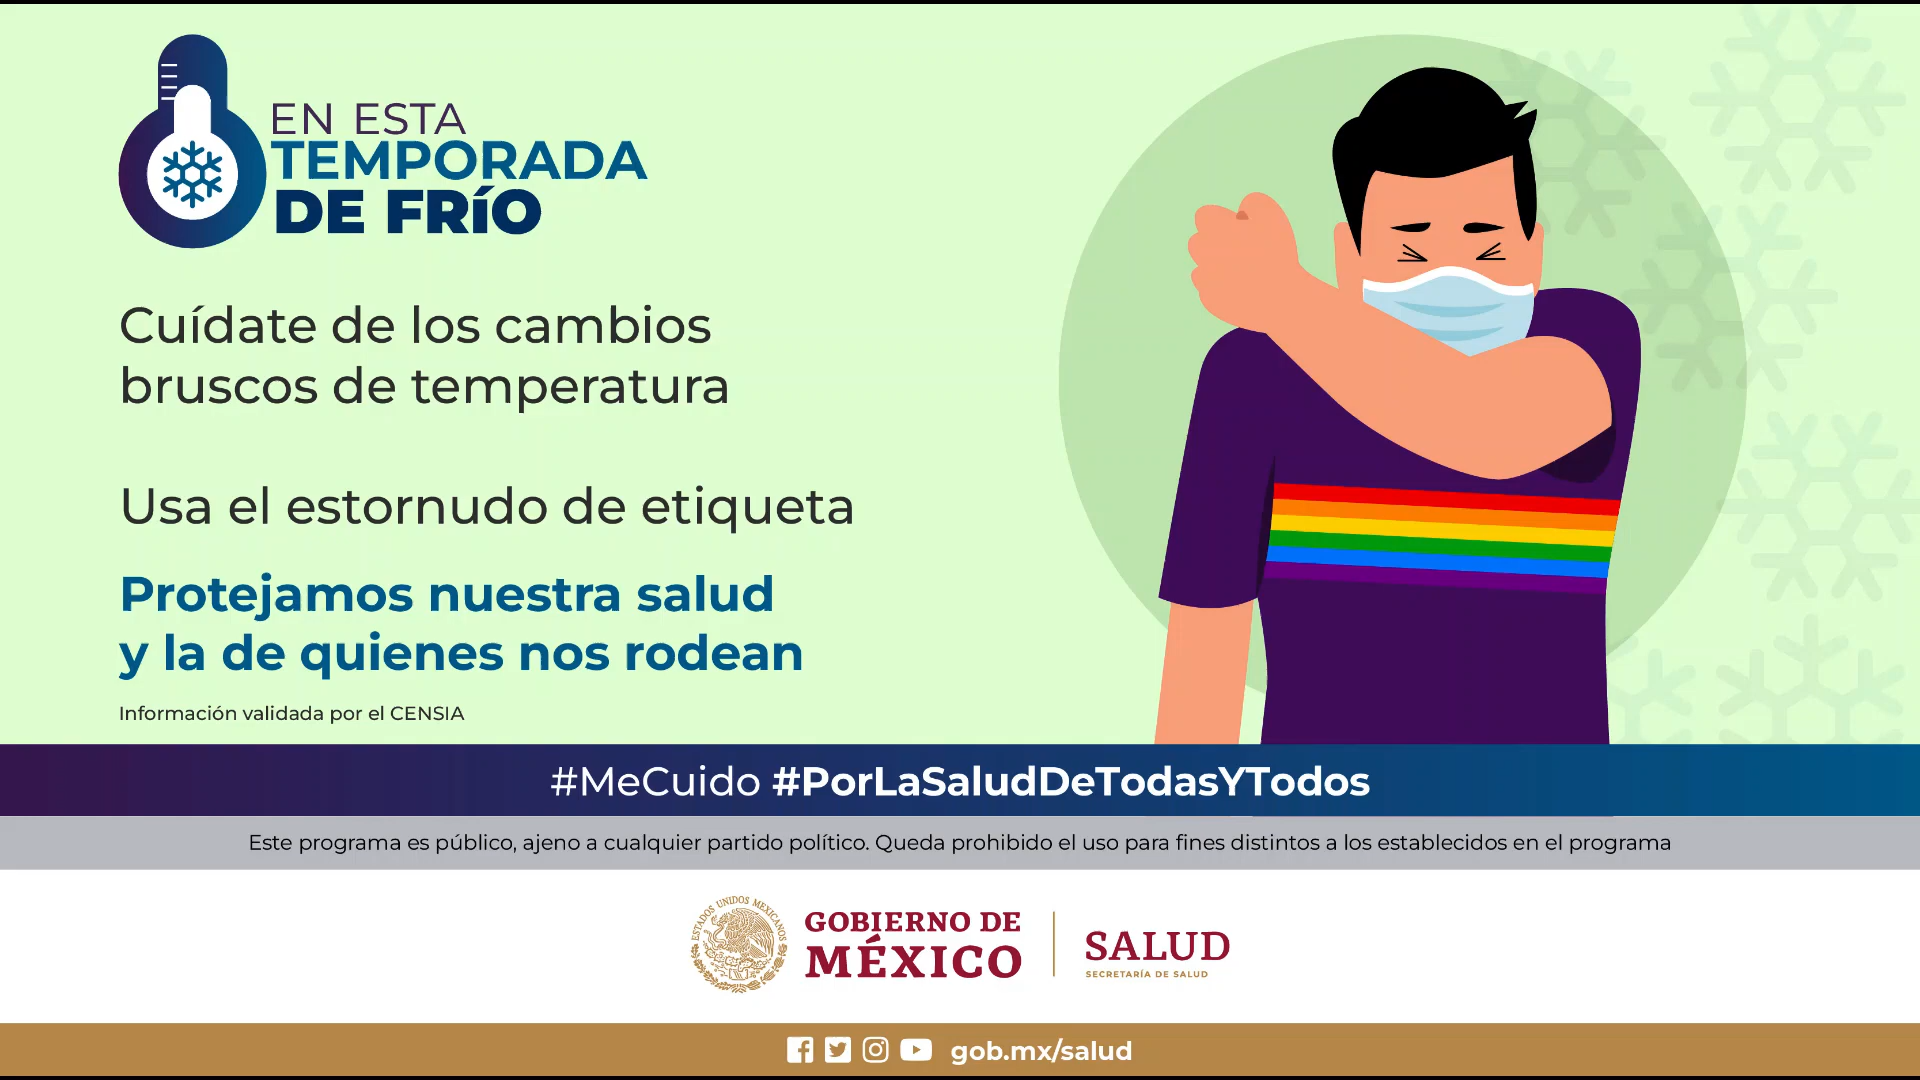 EN ESTA
TEMPORADA
DE FRíO
Cuídate de los cambios
bruscos de temperatura
Usa el estornudo de etiqueta
Protejamos nuestra salud
y la de quienes nos rodean
Información validada por el CENSIA
#MeCuido #PorLaSaludDeTodasYTodos
Este programa es público, ajeno a cualquier partido político. Queda prohibido el uso para fines distintos a los establecidos en el programa
ESTADOS UNIDOS MEXICANOS
GOBIERNO DE
MÉXICO
SALUD
SECRETARÍA DE SALUD
gob.mx/salud